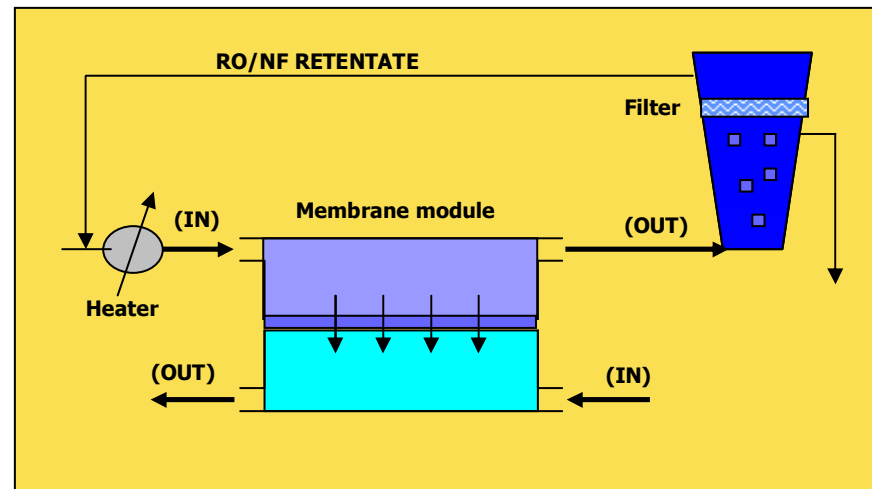 RO/NF RETENTATE
Filter
(IN)
Membrane module
(OUT)
Heater
(OUT)
(IN)